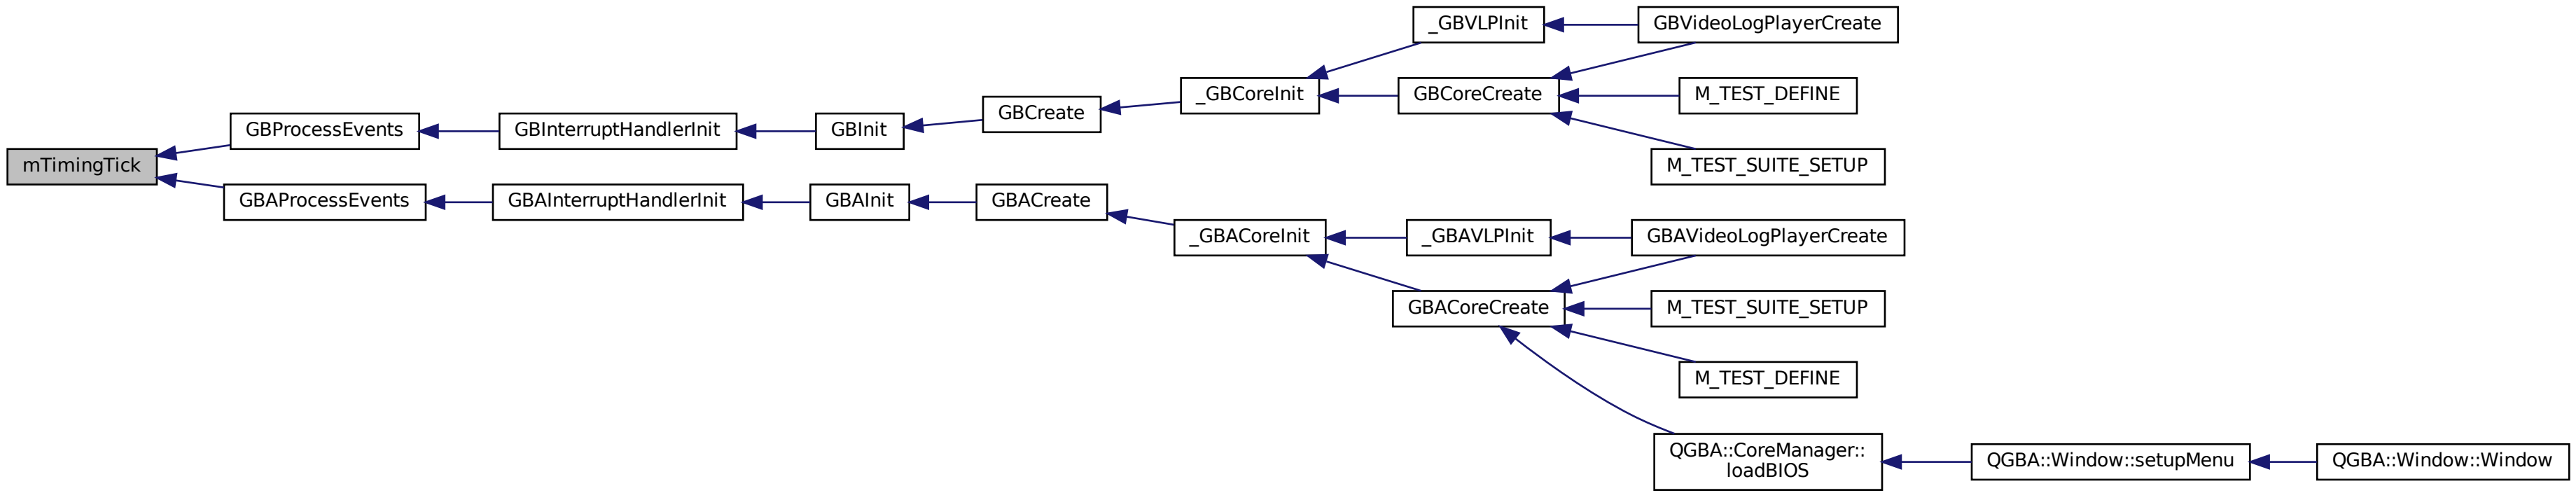 mTimingTick
GBProcessEvents
GBInterruptHandlerInit
GBInit
GBCreate
_GBCoreInit
_GBVLPInit
GBVideoLogPlayerCreate
GBCoreCreate
M_TEST_DEFINE
M_TEST_SUITE_SETUP
GBAProcessEvents
GBAInterruptHandlerInit
GBAInit
GBACreate
_GBACoreInit
_GBAVLPInit
GBAVideoLogPlayerCreate
GBACoreCreate
M_TEST_SUITE_SETUP
M_TEST_DEFINE
QGBA::CoreManager::
loadBIOS
QGBA::Window::setupMenu
QGBA::Window::Window